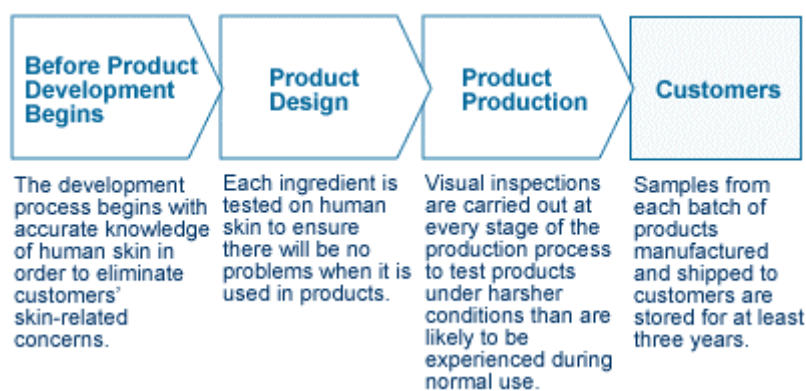 Before Product
Development
Begins
Product
Design
Product
Production
Customers
The development
process begins with
accurate knowledge
of human skin in
order to eliminate
customers'
skin-related
concerns.
Each ingredient is
tested on human
skin to ensure
there will be no
problems when it is
used in products.
Visual inspections
are carried out at
every stage of the
production process
to test products
under harsher
conditions than are
likely to be
experienced during
normal use.
Samples from
each batch of
products
manufactured
and shipped to
customers are
stored for at least
three years.